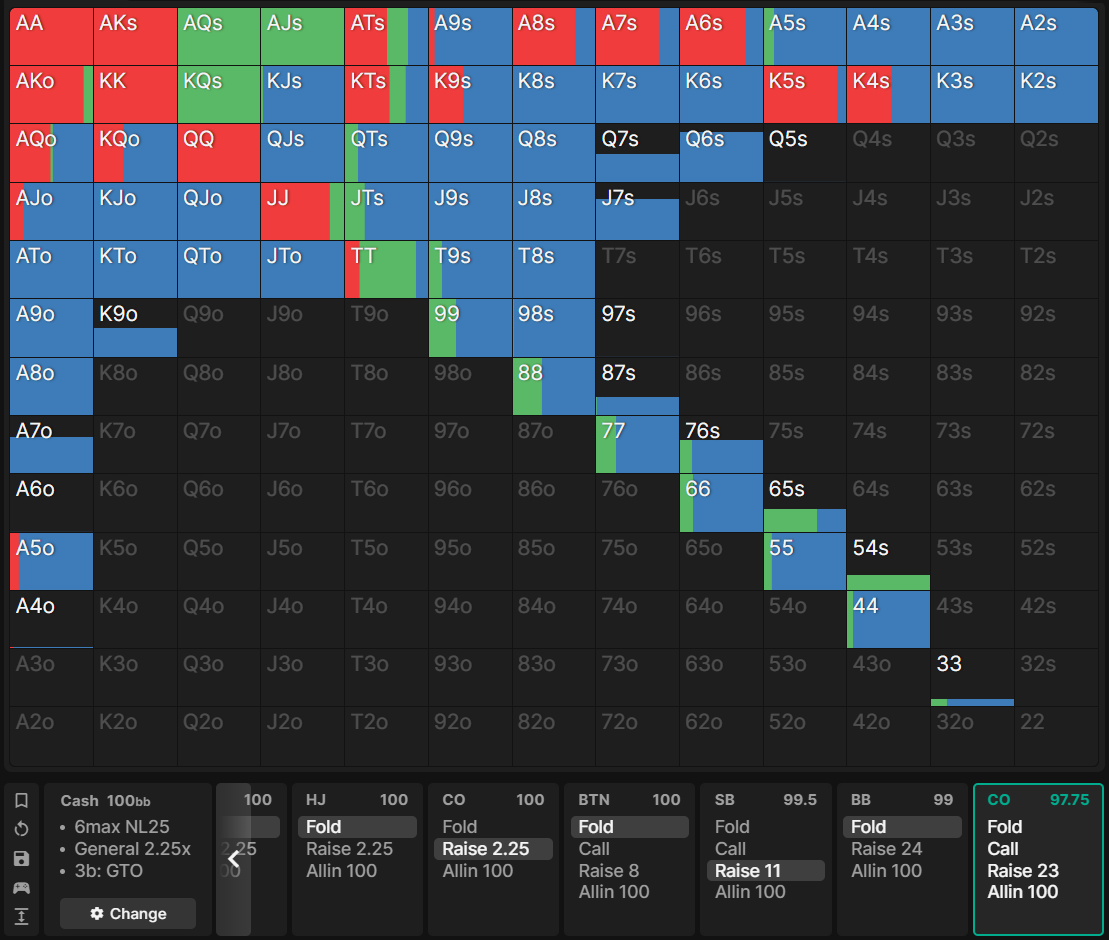 AA AKs AQs AJs ATs A9s A8s A7s A6s A5s A4s A3s A2s
AKo KK KQs KJs KTs K9s K8s K7s K6s K5s K4s K3s K2s
AQo KQo QQ QJs QTs Q9s Q8s Q7s Q6s Q5s Q4s Q3s Q2s
AJo KJo QJo JJ JTs J9s J8s J7s J6s J5s J4s J3s J2s
ATo KTo QTo JTo TT T9s T8s T7s T6s T5s T4s T3s T2s
A9o K9o Q9o J9o T9o 99 98s 97s 96s 95s 94s 93s 92s
A8o K8o Q8o J8o T8o 98o 88 87s 86s 85s 84s 83s 82s
A7o K7o Q7o J7o T7o 97o 87o 77 76s 75s 74s 73s 72s
A6o K6o Q6o J6o T6o 96o 86o 76o 66 65s 64s 63s 62s
A5o K5o Q5o J5o T5o 95o 85o 75o 65o 55 54s 53s 52s
A4o K4o Q4o J4o T4o 94o 84o 74o 64o 54o 44 43s 42s
A3o K3o Q3o J3o T3o 93o 83o 73o 63o 53o 43o 33 32s
A2o K2o Q2o J2o T2o 92o 82o 72o 62o 52o 42o 32o 22
Cash 100bb
• 6max NL25
• General 2.25x
• 3b: GTO
Change
100
2.25
00
HJ 100
Fold
Raise 2.25
Allin 100
CO 100
Fold
Raise 2.25
Allin 100
BTN 100
Fold
Call
Raise 8
Allin 100
SB 99.5
Fold
Call
Raise 11
Allin 100
BB 99
Fold
Raise 24
Allin 100
CO 97.75
Fold
Call
Raise 23
Allin 100